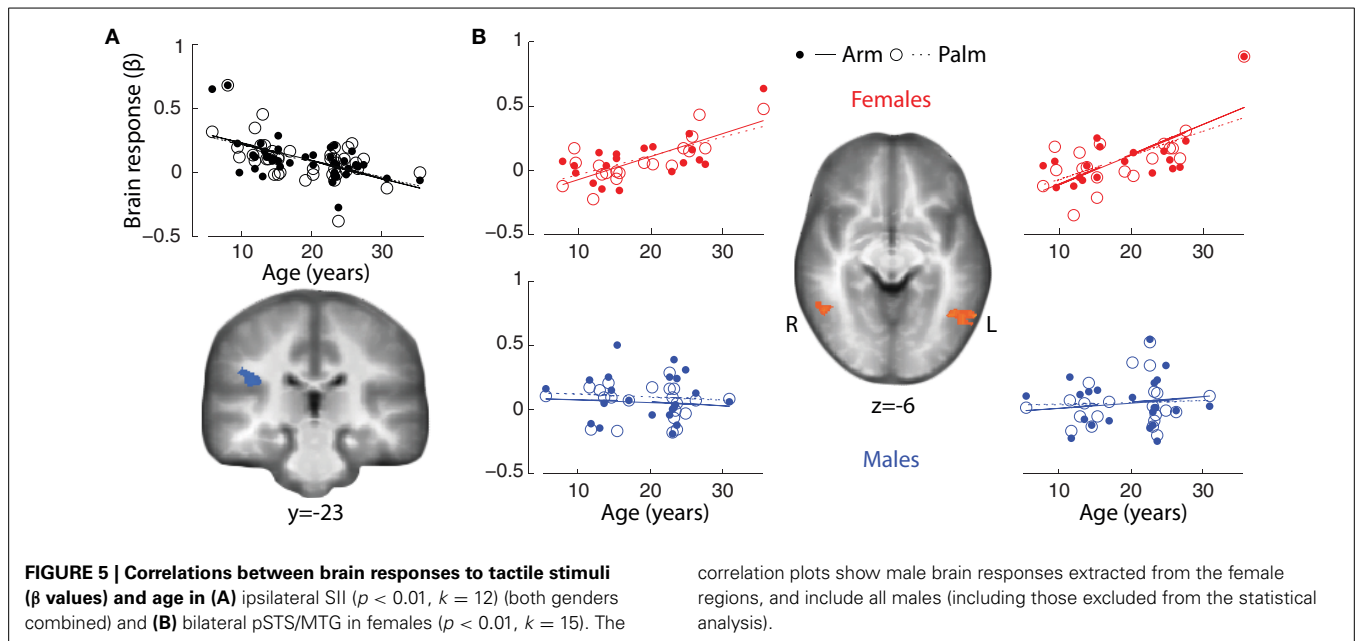 A
B
Brain response (β)
1
0.5
0
−0.5
10
20
30
Age (years)
y=-23
1
0.5
0
−0.5
10
20
30
Arm
Palm
Females
R
L
z=-6
10
20
30
1
0.5
0
−0.5
10
20
30
Age (years)
Males
10
20
30
Age (years)
FIGURE 5 | Correlations between brain responses to tactile stimuli
(β values) and age in (A) ipsilateral SII (p < 0.01, k = 12) (both genders
combined) and (B) bilateral pSTS/MTG in females (p < 0.01, k = 15). The
correlation plots show male brain responses extracted from the female
regions, and include all males (including those excluded from the statistical
analysis).